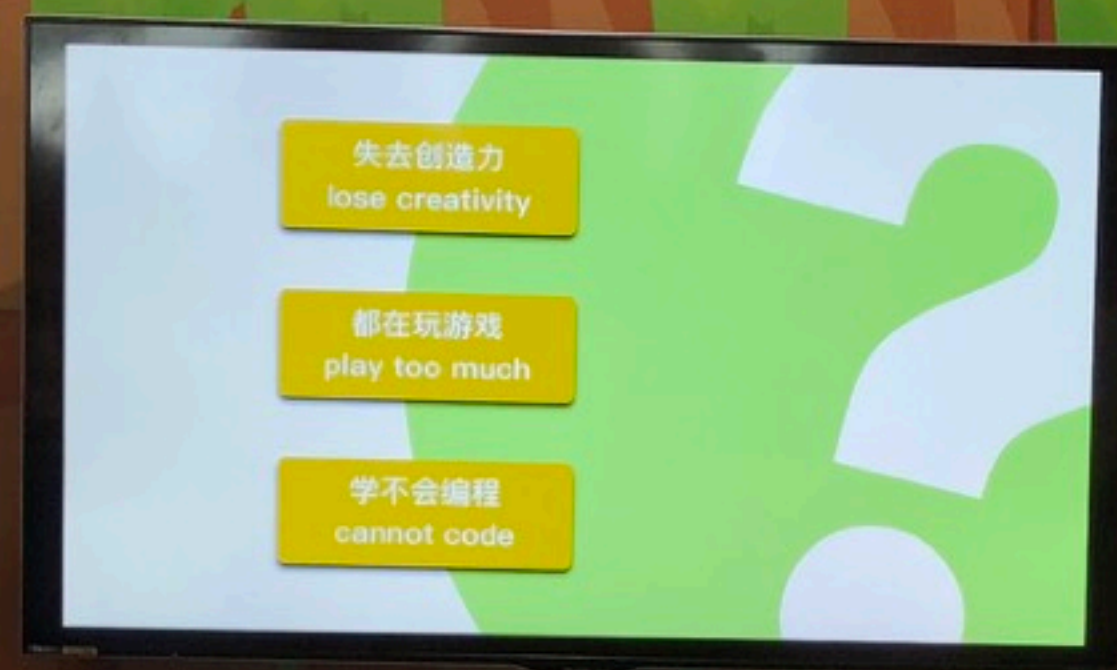 失去创造力
lose creativity
都在玩游戏
play too much
学不会编程
cannot code